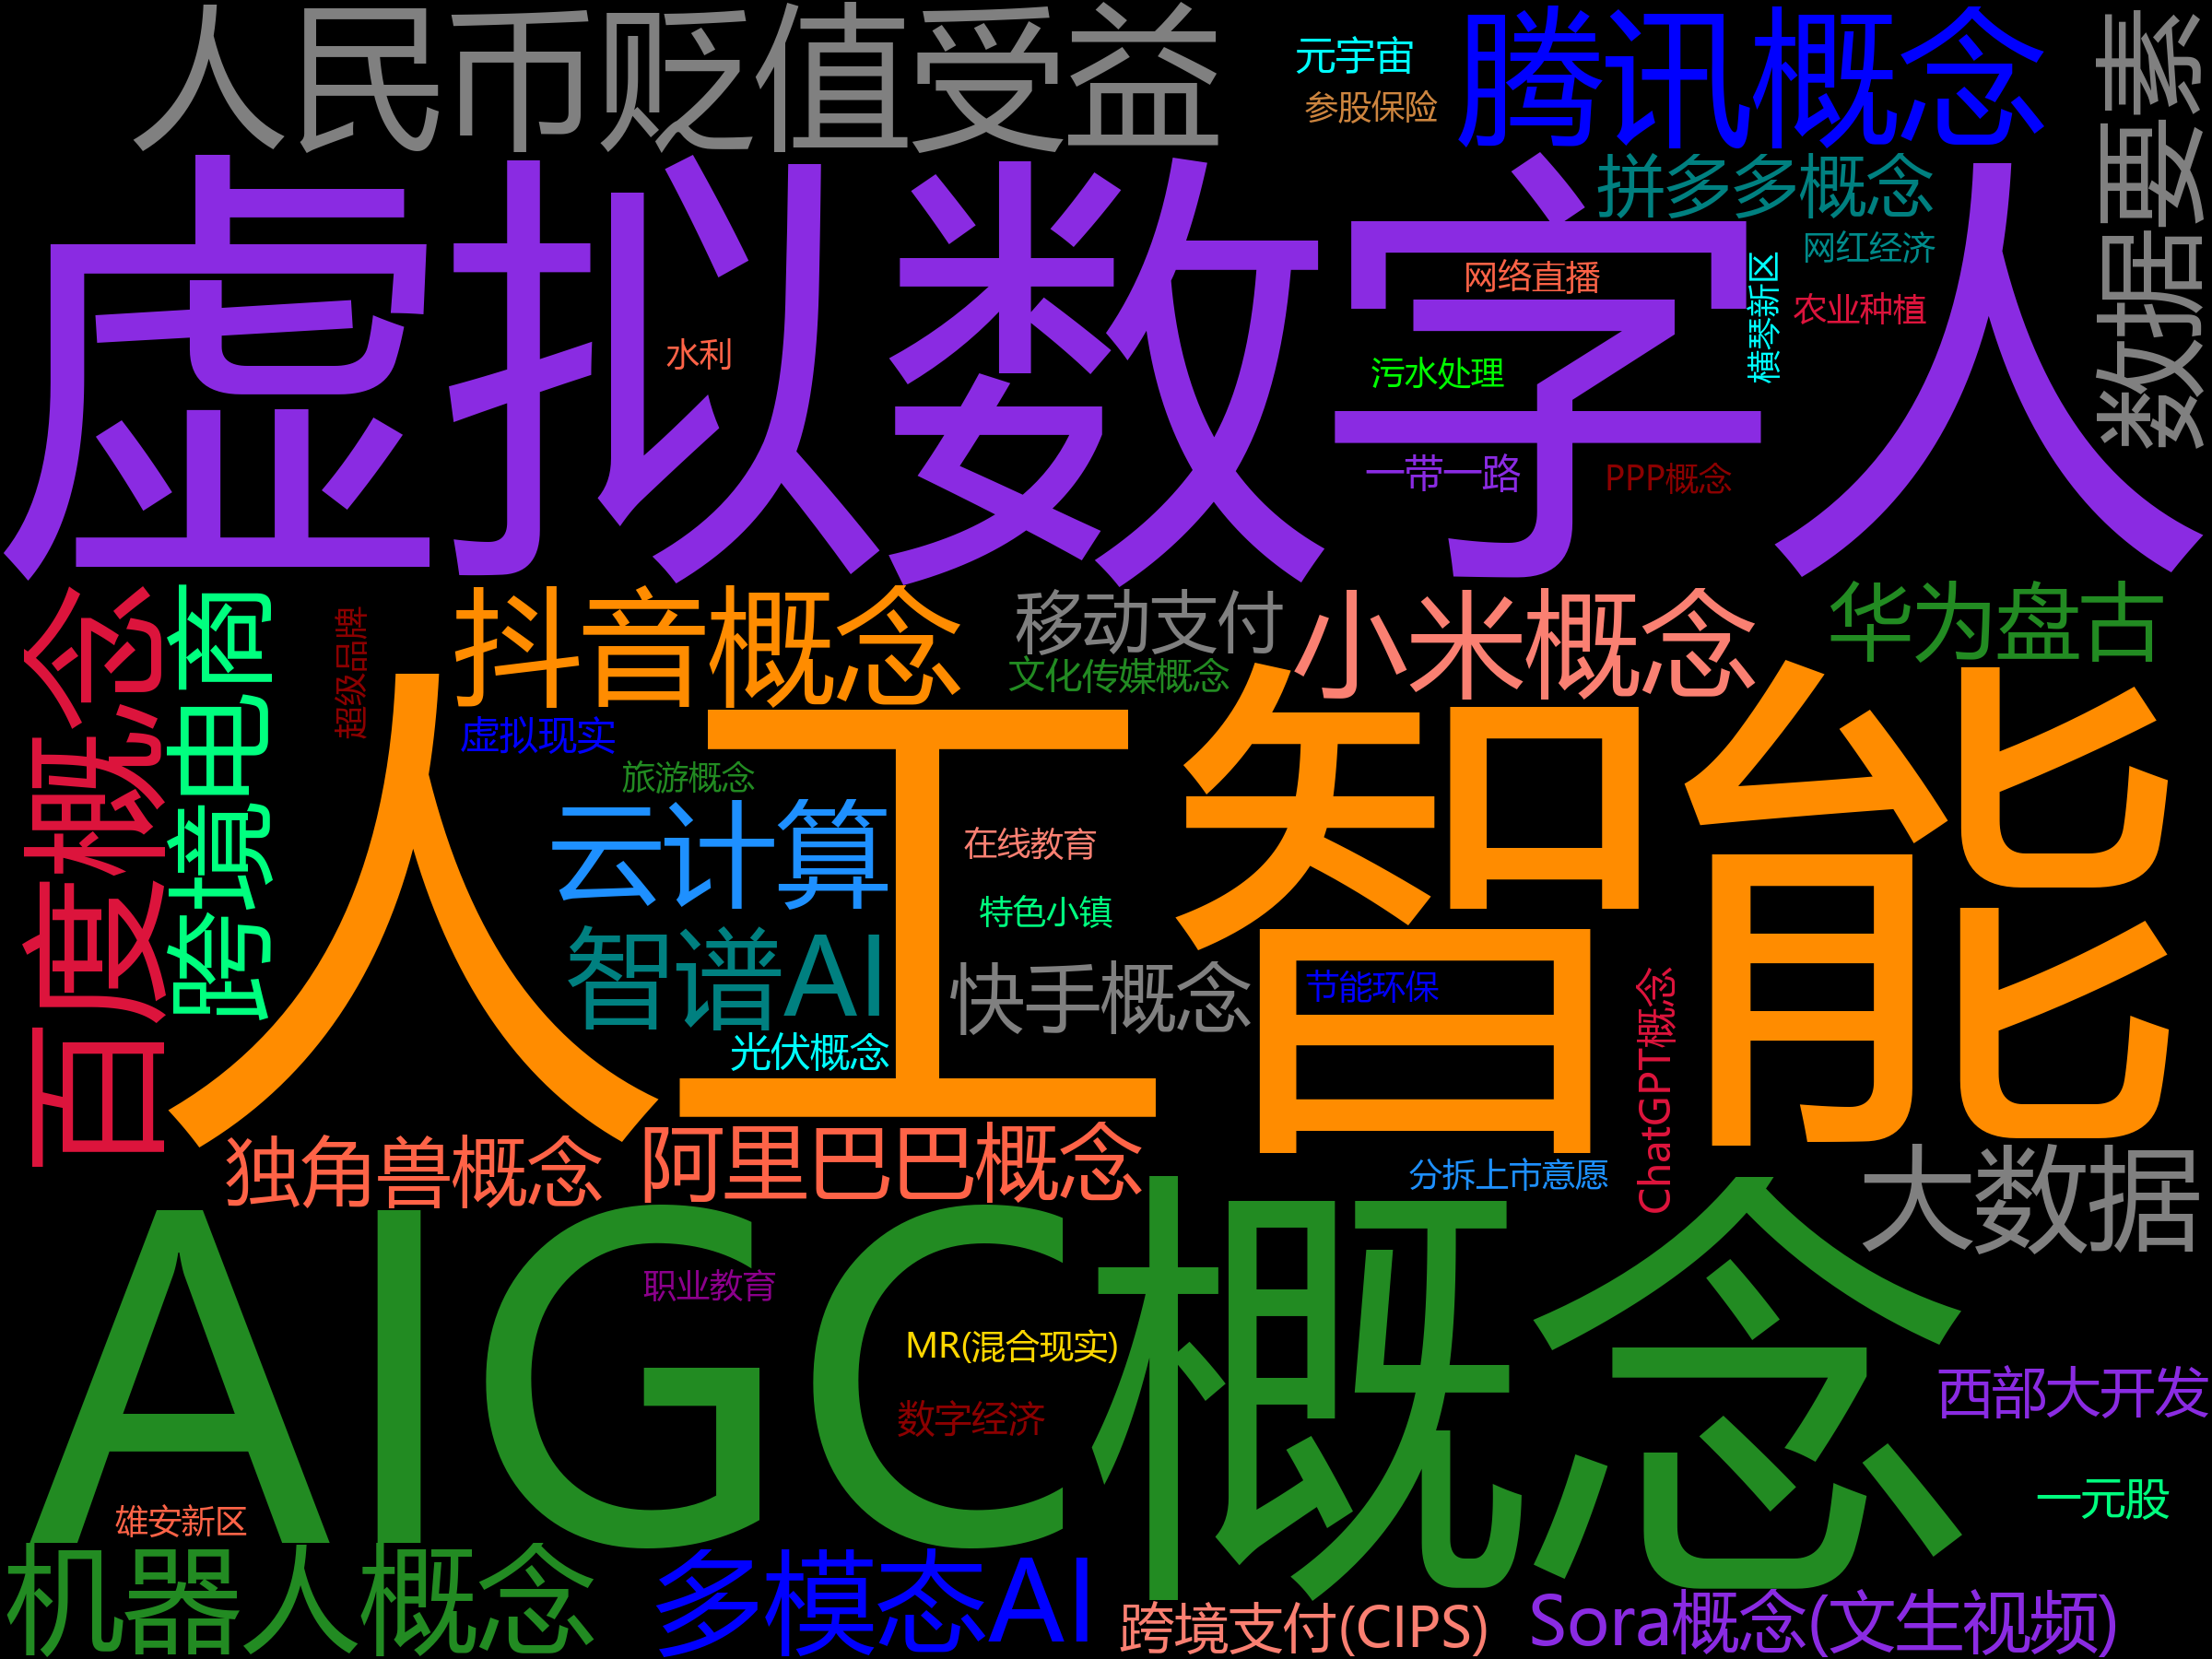 人民币贬值受益
元宇宙
参股保险
腾讯概念
数据要素
虚拟数字人
拼多多概念
网红经济
网络直播
横琴新区
农业种植
水利
污水处理
一带一路
PPP概念
百度概念
跨境电商
超级品牌
抖音概念
移动支付
文化传媒概念
小米概念
华为盘古
人工智能
虚拟现实
旅游概念
云计算
在线教育
特色小镇
智谱AI
快手概念
节能环保
ChatGPT概念
光伏概念
独角兽概念
阿里巴巴概念
分拆上市意愿
大数据
AIGC概念
职业教育
MR(混合现实)
数字经济
西部大开发
一元股
雄安新区
机器人概念
多模态AI
跨境支付(CIPS)
Sora概念(文生视频)